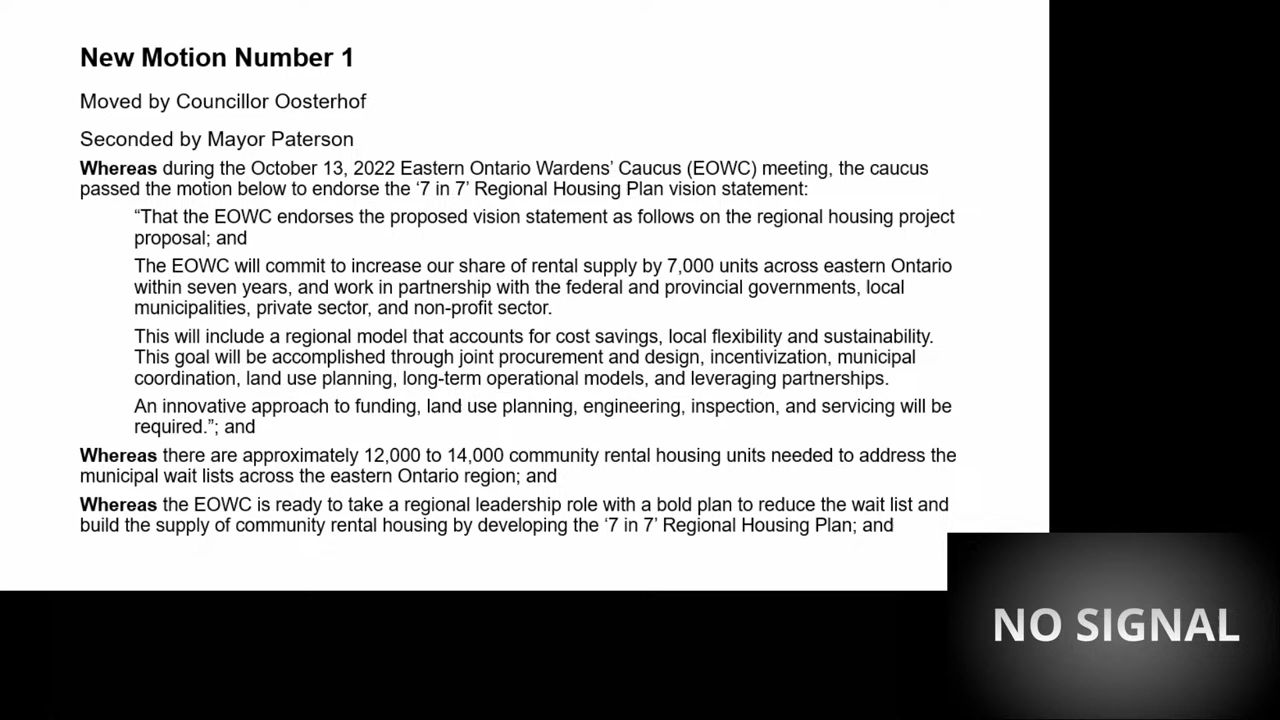 New Motion Number 1
Moved by Councillor Oosterhof
Seconded by Mayor Paterson
Whereas during the October 13, 2022 Eastern Ontario Wardens’ Caucus (EOWC) meeting, the caucus
passed the motion below to endorse the ‘7 in 7’ Regional Housing Plan vision statement:
“That the EOWC endorses the proposed vision statement as follows on the regional housing project
proposal; and
The EOWC will commit to increase our share of rental supply by 7,000 units across eastern Ontario
within seven years, and work in partnership with the federal and provincial governments, local
municipalities, private sector, and non-profit sector.
This will include a regional model that accounts for cost savings, local flexibility and sustainability.
This goal will be accomplished through joint procurement and design, incentivization, municipal
coordination, land use planning, long-term operational models, and leveraging partnerships.
An innovative approach to funding, land use planning, engineering, inspection, and servicing will be
required.”; and
Whereas there are approximately 12,000 to 14,000 community rental housing units needed to address the
municipal wait lists across the eastern Ontario region; and
Whereas the EOWC is ready to take a regional leadership role with a bold plan to reduce the wait list and
build the supply of community rental housing by developing the ‘7 in 7’ Regional Housing Plan; and
NO SIGNAL